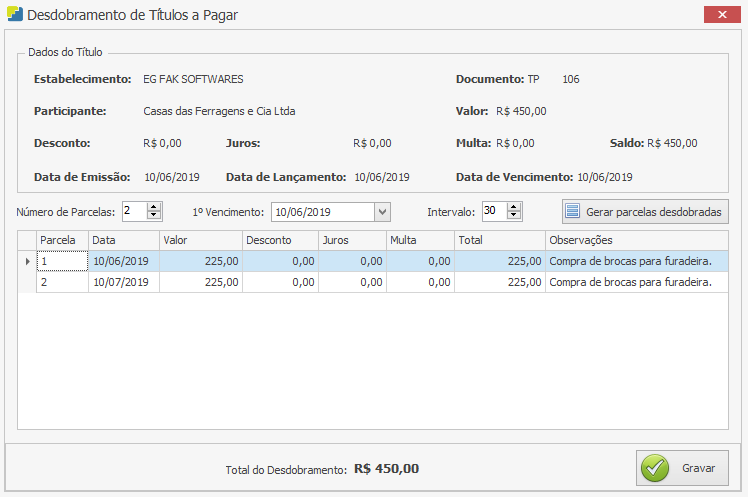 Desdobramento de Títulos a Pagar
Dados do Título
Estabelecimento: EG FAK SOFTWARES Documento: TP 106
Participante: Casas das Ferragens e Cia Ltda Valor: R$ 450,00
Desconto: R$ 0,00 Juros: R$ 0,00 Multa: R$ 0,00 Saldo: R$ 450,00
Data de Emissão: 10/06/2019 Data de Lançamento: 10/06/2019 Data de Vencimento: 10/06/2019
Número de Parcelas: 2 1º Vencimento: 10/06/2019 Intervalo: 30 Gerar parcelas desdobradas
Parcela Data Valor Desconto Juros Multa Total Observações
1 10/06/2019 225,00 0,00 0,00 0,00 225,00 Compra de brocas para furadeira.
2 10/07/2019 225,00 0,00 0,00 0,00 225,00 Compra de brocas para furadeira.
Total do Desdobramento: R$ 450,00 Gravar